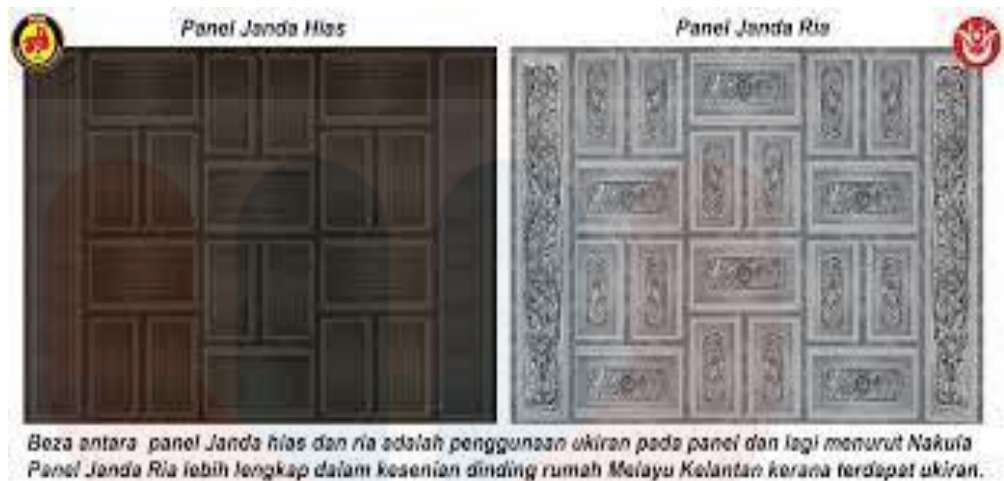 Panel Janda Hias
Panel Janda Ria
Beza antara panel Janda hias dan ria adalah penggunaan ukiran pada panel dan lagi menurut Nakula
Panel Janda Ria lebih lengkap dalam kesenian dinding rumah Melayu Kelantan kerana terdapat ukiran.